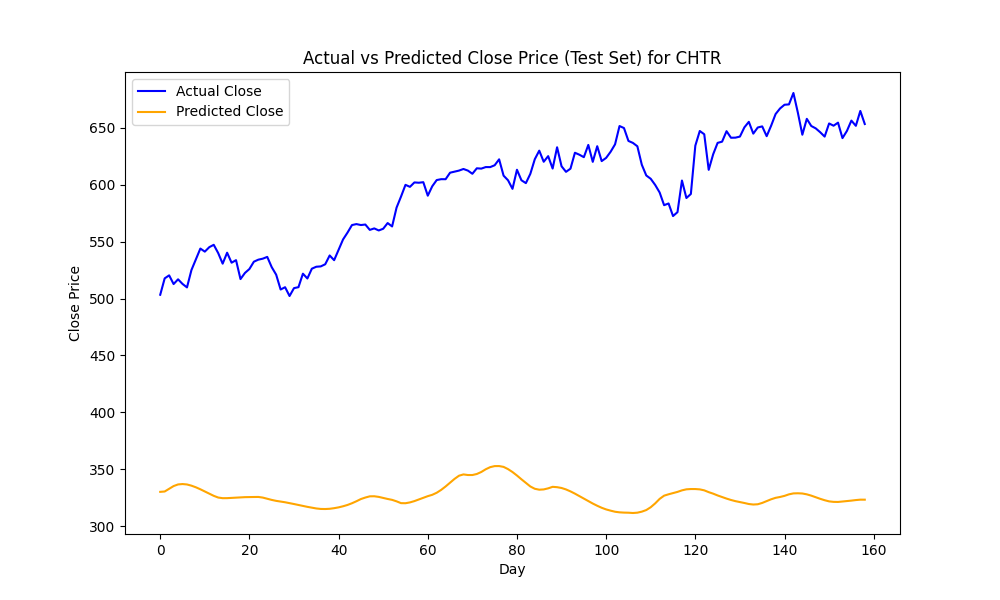 Actual vs Predicted Close Price (Test Set) for CHTR
Actual Close
Predicted Close
Close Price
650
600
550
500
450
400
350
300
0 20 40 60 80 100 120 140 160
Day